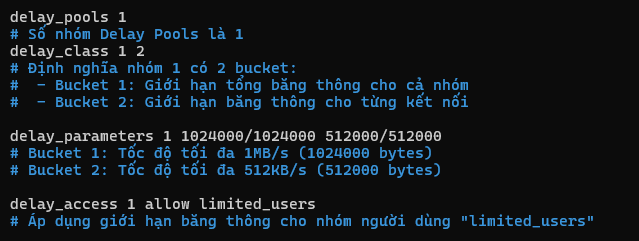 delay_pools 1
# Số nhóm Delay Pools là 1
delay_class 1 2
# Định nghĩa nhóm 1 có 2 bucket:
#  - Bucket 1: Giới hạn tổng băng thông cho cả nhóm
#  - Bucket 2: Giới hạn băng thông cho từng kết nối
delay_parameters 1 1024000/1024000 512000/512000
# Bucket 1: Tốc độ tối đa 1MB/s (1024000 bytes)
# Bucket 2: Tốc độ tối đa 512KB/s (512000 bytes)
delay_access 1 allow limited_users
# Áp dụng giới hạn băng thông cho nhóm người dùng "limited_users"